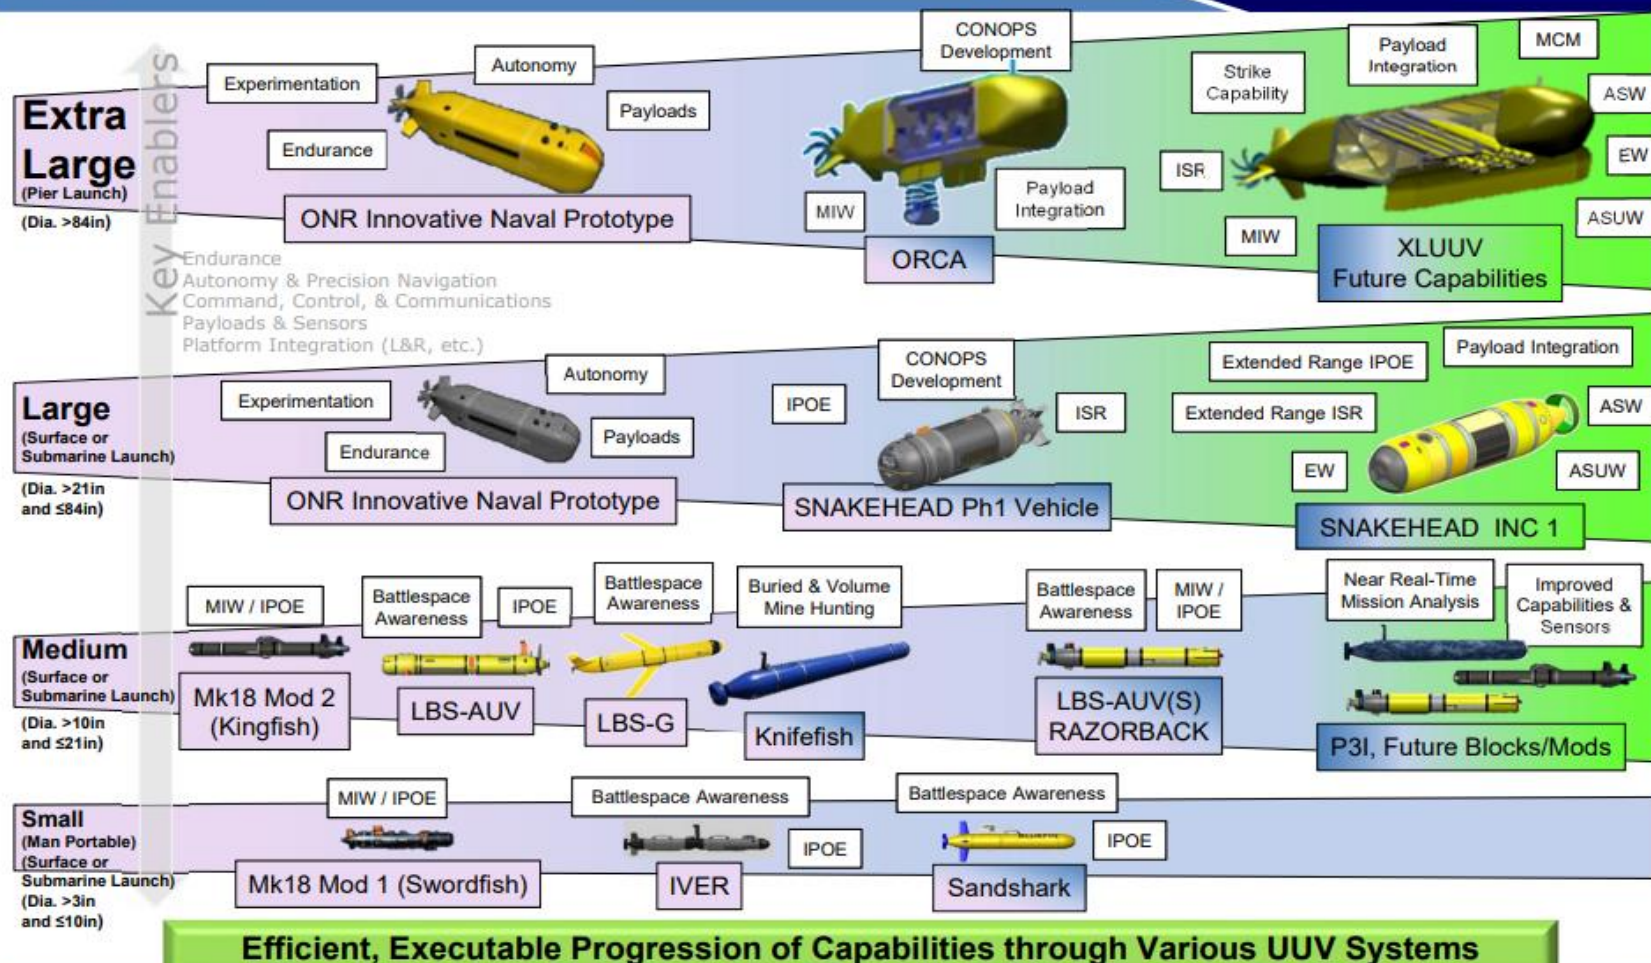 Key Enablers
Extra
Large
(Pier Launch)
(Dia. >84in)
Experimentation
Autonomy
Payloads
Endurance
ONR Innovative Naval Prototype
CONOPS
Development
MIW
Payload
Integration
ORCA
Strike
Capability
Payload
Integration
MCM
ASW
ISR
EW
MIW
ASUW
XLUUV
Future Capabilities
Endurance
Autonomy & Precision Navigation
Command, Control, & Communications
Payloads & Sensors
Platform Integration (L&R, etc.)
Large
(Surface or
Submarine Launch)
(Dia. >21in
and ≤84in)
Experimentation
Autonomy
Payloads
Endurance
ONR Innovative Naval Prototype
IPOE
CONOPS
Development
ISR
SNAKEHEAD Ph1 Vehicle
Extended Range IPOE
Payload Integration
Extended Range ISR
ASW
EW
ASUW
SNAKEHEAD INC 1
Medium
(Surface or
Submarine Launch)
(Dia. >10in
and ≤21in)
MIW / IPOE
Mk18 Mod 2
(Kingfish)
Battlespace
Awareness
IPOE
LBS-AUV
Battlespace
Awareness
LBS-G
Buried & Volume
Mine Hunting
Knifefish
Battlespace
Awareness
MIW /
IPOE
LBS-AUV(S)
RAZORBACK
Near Real-Time
Mission Analysis
Improved
Capabilities &
Sensors
P3I, Future Blocks/Mods
Small
(Man Portable)
(Surface or
Submarine Launch)
(Dia. >3in
and ≤10in)
MIW / IPOE
Mk18 Mod 1 (Swordfish)
Battlespace Awareness
IPOE
IVER
Battlespace Awareness
IPOE
Sandshark
Efficient, Executable Progression of Capabilities through Various UUV Systems